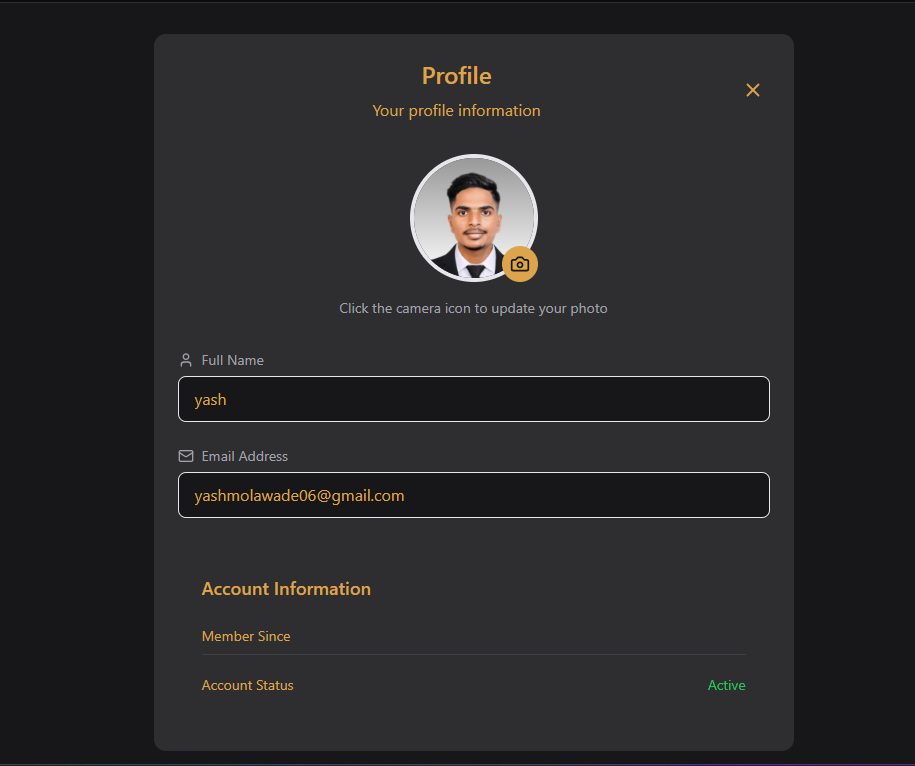 Profile
Your profile information
Click the camera icon to update your photo
Full Name
yash
Email Address
yashmolawade06@gmail.com
Account Information
Member Since
Account Status Active